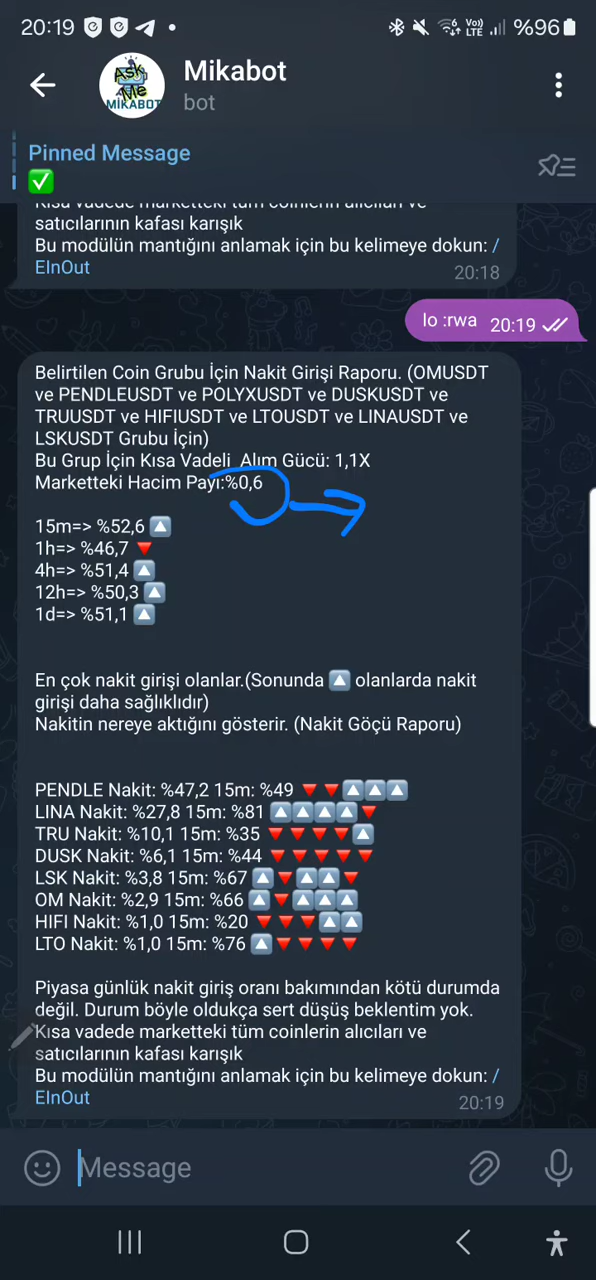 20:19
Vo)) LTE
%96
Ask Me MİKABOT
Mikabot
bot
Pinned Message
✅
Kısa vadede marketteki tüm coinlerin alıcıları ve
satıcılarının kafası karışık
Bu modülün mantığını anlamak için bu kelimeye dokun: /
EInOut
20:18
lo :rwa 20:19
Belirtilen Coin Grubu İçin Nakit Girişi Raporu. (OMUSDT
ve PENDLEUSDT ve POLYXUSDT ve DUSKUSDT ve
TRUUSDT ve HIFIUSDT ve LTOUSDT ve LINAUSDT ve
LSKUSDT Grubu İçin)
Bu Grup İçin Kısa Vadeli Alım Gücü: 1,1X
Marketteki Hacim Payı:%0,6
15m=> %52,6 🔼
1h=> %46,7 🔻
4h=> %51,4 🔼
12h=> %50,3 🔼
1d=> %51,1 🔼
En çok nakit girişi olanlar.(Sonunda 🔼 olanlarda nakit
girişi daha sağlıklıdır)
Nakitin nereye aktığını gösterir. (Nakit Göçü Raporu)
PENDLE Nakit: %47,2 15m: %49 🔻🔻🔼🔼🔼
LINA Nakit: %27,8 15m: %81 🔼🔼🔼🔼🔻
TRU Nakit: %10,1 15m: %35 🔻🔻🔻🔻🔼
DUSK Nakit: %6,1 15m: %44 🔻🔻🔻🔻🔻
LSK Nakit: %3,8 15m: %67 🔼🔻🔼🔼🔻
OM Nakit: %2,9 15m: %66 🔼🔻🔼🔼🔼
HIFI Nakit: %1,0 15m: %20 🔻🔻🔻🔼🔼
LTO Nakit: %1,0 15m: %76 🔼🔻🔻🔻🔻
Piyasa günlük nakit giriş oranı bakımından kötü durumda
değil. Durum böyle oldukça sert düşüş beklentim yok.
Kısa vadede marketteki tüm coinlerin alıcıları ve
satıcılarının kafası karışık
Bu modülün mantığını anlamak için bu kelimeye dokun: /
EInOut
20:19
Message